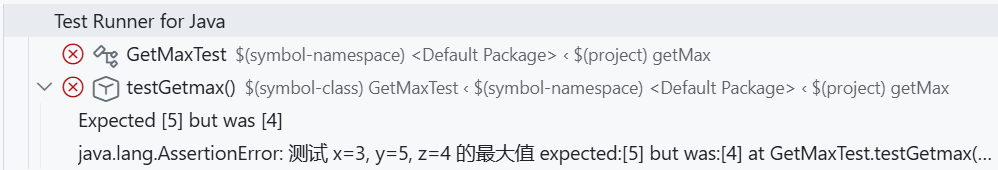 Test Runner for Java
GetMaxTest $(symbol-namespace) <Default Package> ‹ $(project) getMax
testGetmax() $(symbol-class) GetMaxTest ‹ $(symbol-namespace) <Default Package> ‹ $(project) getMax
Expected [5] but was [4]
java.lang.AssertionError: 测试 x=3, y=5, z=4 的最大值 expected:[5] but was:[4] at GetMaxTest.testGetmax(...